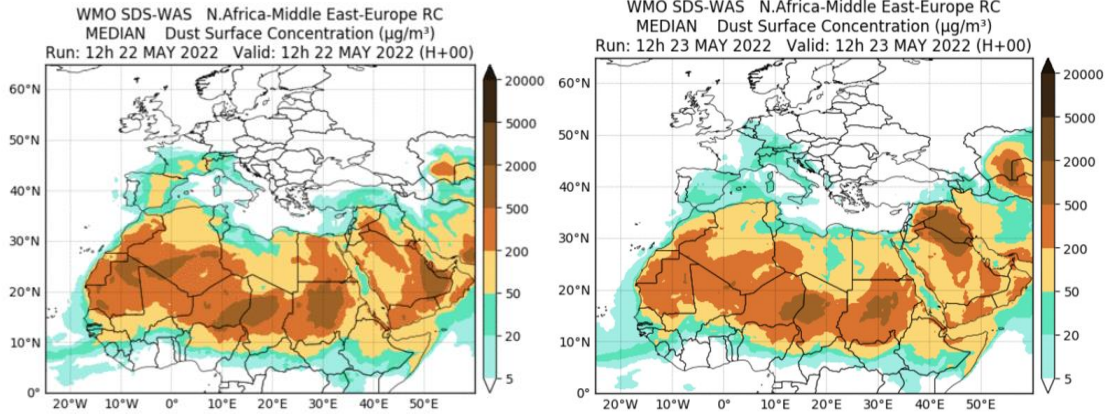 WMO SDS-WAS N.Africa-Middle East-Europe RC
MEDIAN Dust Surface Concentration (µg/m³)
Run: 12h 22 MAY 2022 Valid: 12h 22 MAY 2022 (H+00)
60°N
50°N
40°N
30°N
20°N
10°N
0°
20°W
10°W
0°
10°E
20°E
30°E
40°E
50°E
20000
5000
2000
500
200
50
20
5
WMO SDS-WAS N.Africa-Middle East-Europe RC
MEDIAN Dust Surface Concentration (µg/m³)
Run: 12h 23 MAY 2022 Valid: 12h 23 MAY 2022 (H+00)
60°N
50°N
40°N
30°N
20°N
10°N
0°
20°W
10°W
0°
10°E
20°E
30°E
40°E
50°E
20000
5000
2000
500
200
50
20
5